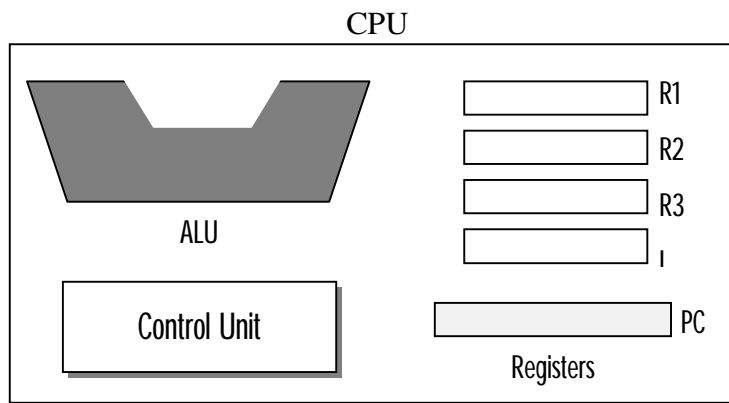 CPU
R1
R2
R3
I
ALU
Control Unit
PC
Registers